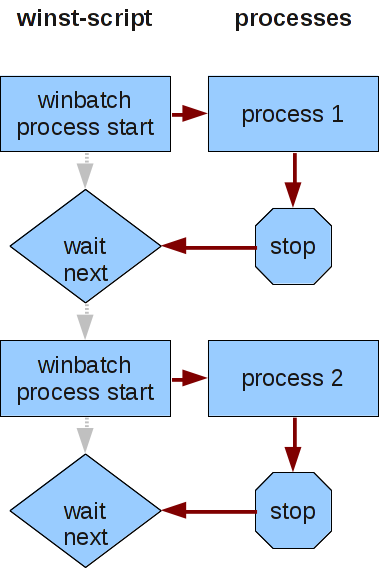 winst-script
processes
winbatch
process start
process 1
wait
next
stop
winbatch
process start
process 2
wait
next
stop